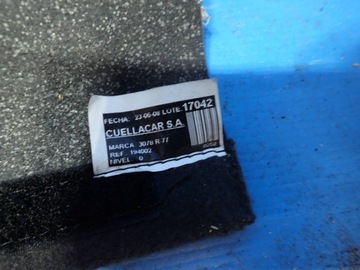 FECHA: 23-06-08 LOTE: 17042
CUELLACAR S.A.
MARCA 3078 R 77
REF. 194002
NIVEL 0